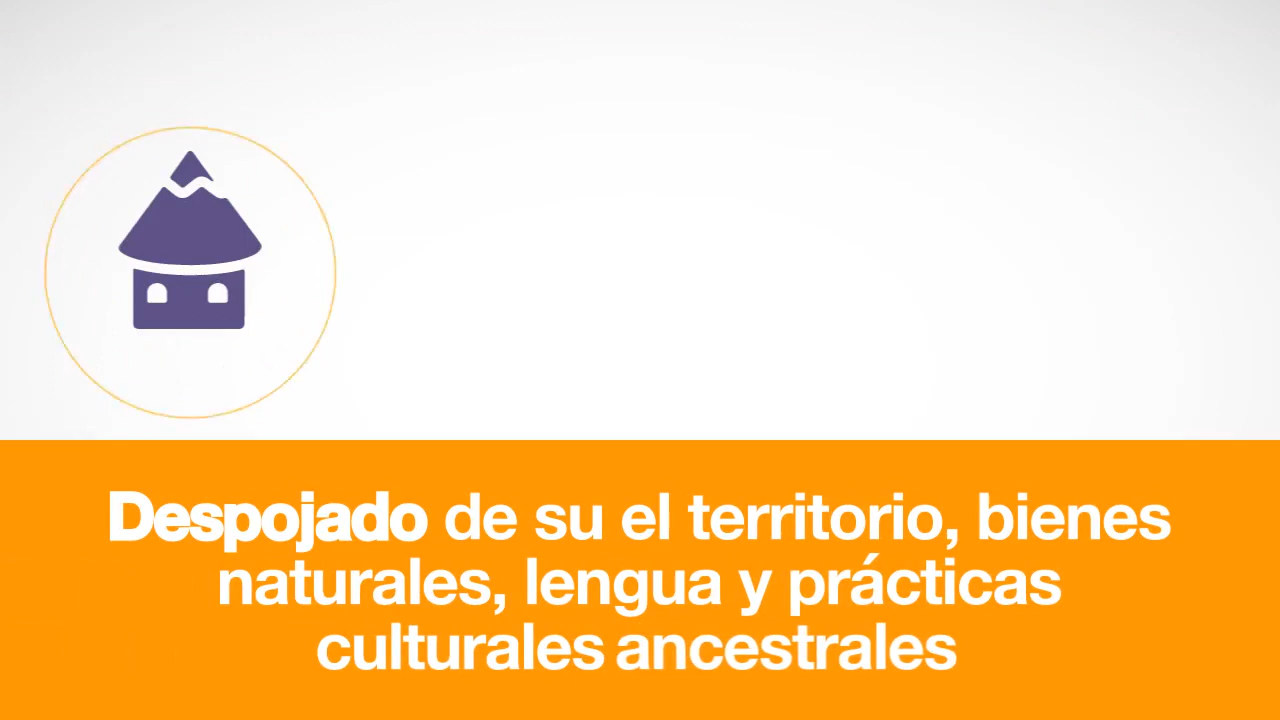 Despojado de su el territorio, bienes
naturales, lengua y prácticas
culturales ancestrales